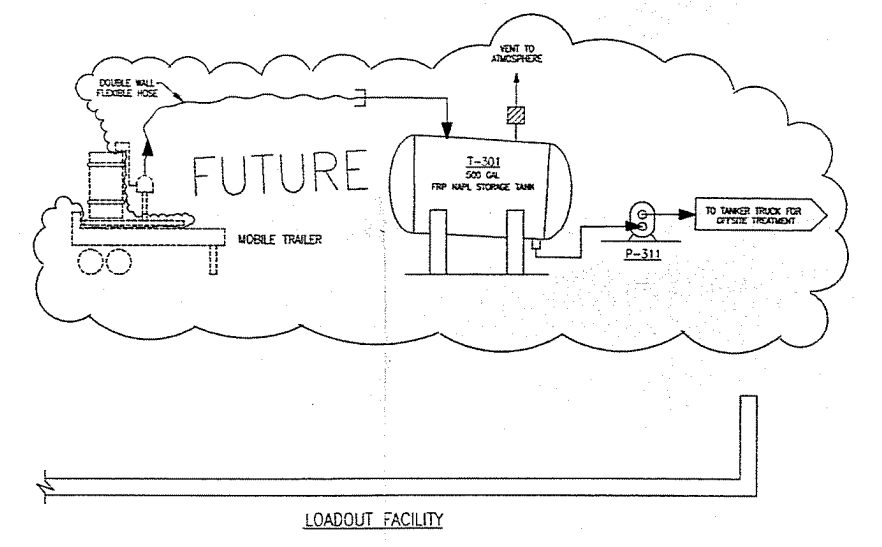 VENT TO
ATMOSPHERE
DOUBLE WALL
FLEXIBLE HOSE
FUTURE
T-301
500 GAL
FRP NAPL STORAGE TANK
TO TANKER TRUCK FOR
OFFSITE TREATMENT
MOBILE TRAILER
P-311
LOADOUT FACILITY